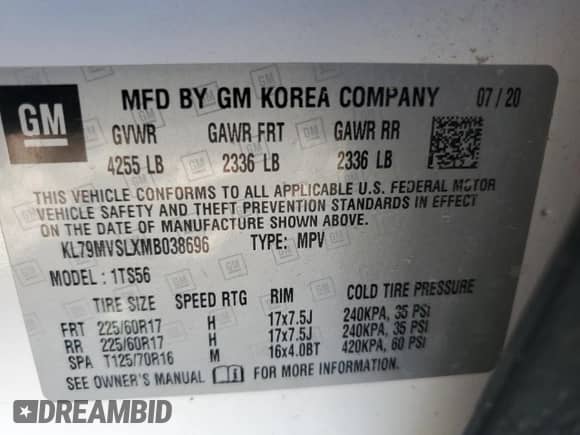 GM
MFD BY GM KOREA COMPANY 07/20
GVWR GAWR FRT GAWR RR
4255 LB 2336 LB 2336 LB
THIS VEHICLE CONFORMS TO ALL APPLICABLE U.S. FEDERAL MOTOR
VEHICLE SAFETY AND THEFT PREVENTION STANDARDS IN EFFECT
ON THE DATE OF MANUFACTURE SHOWN ABOVE.
KL79MVSLXMB038696 TYPE: MPV
MODEL: 1TS56
TIRE SIZE SPEED RTG RIM COLD TIRE PRESSURE
FRT 225/60R17 H 17x7.5J 240KPA, 35 PSI
RR 225/60R17 H 17x7.5J 240KPA, 35 PSI
SPA T125/70R16 M 16x4.0BT 420KPA, 60 PSI
SEE OWNER'S MANUAL FOR MORE INFORMATION.
DREAMBID